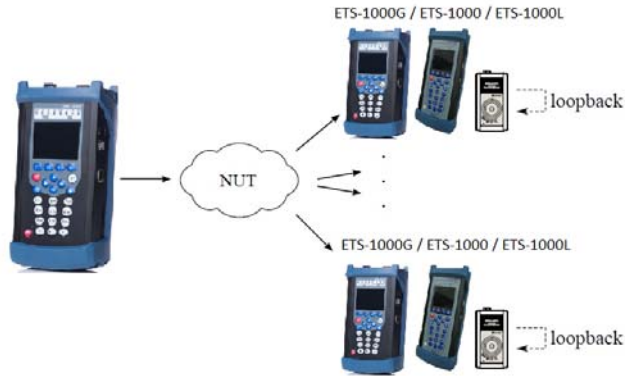 ETS-1000G / ETS-1000 / ETS-1000L
loopback
NUT
ETS-1000G / ETS-1000 / ETS-1000L
loopback